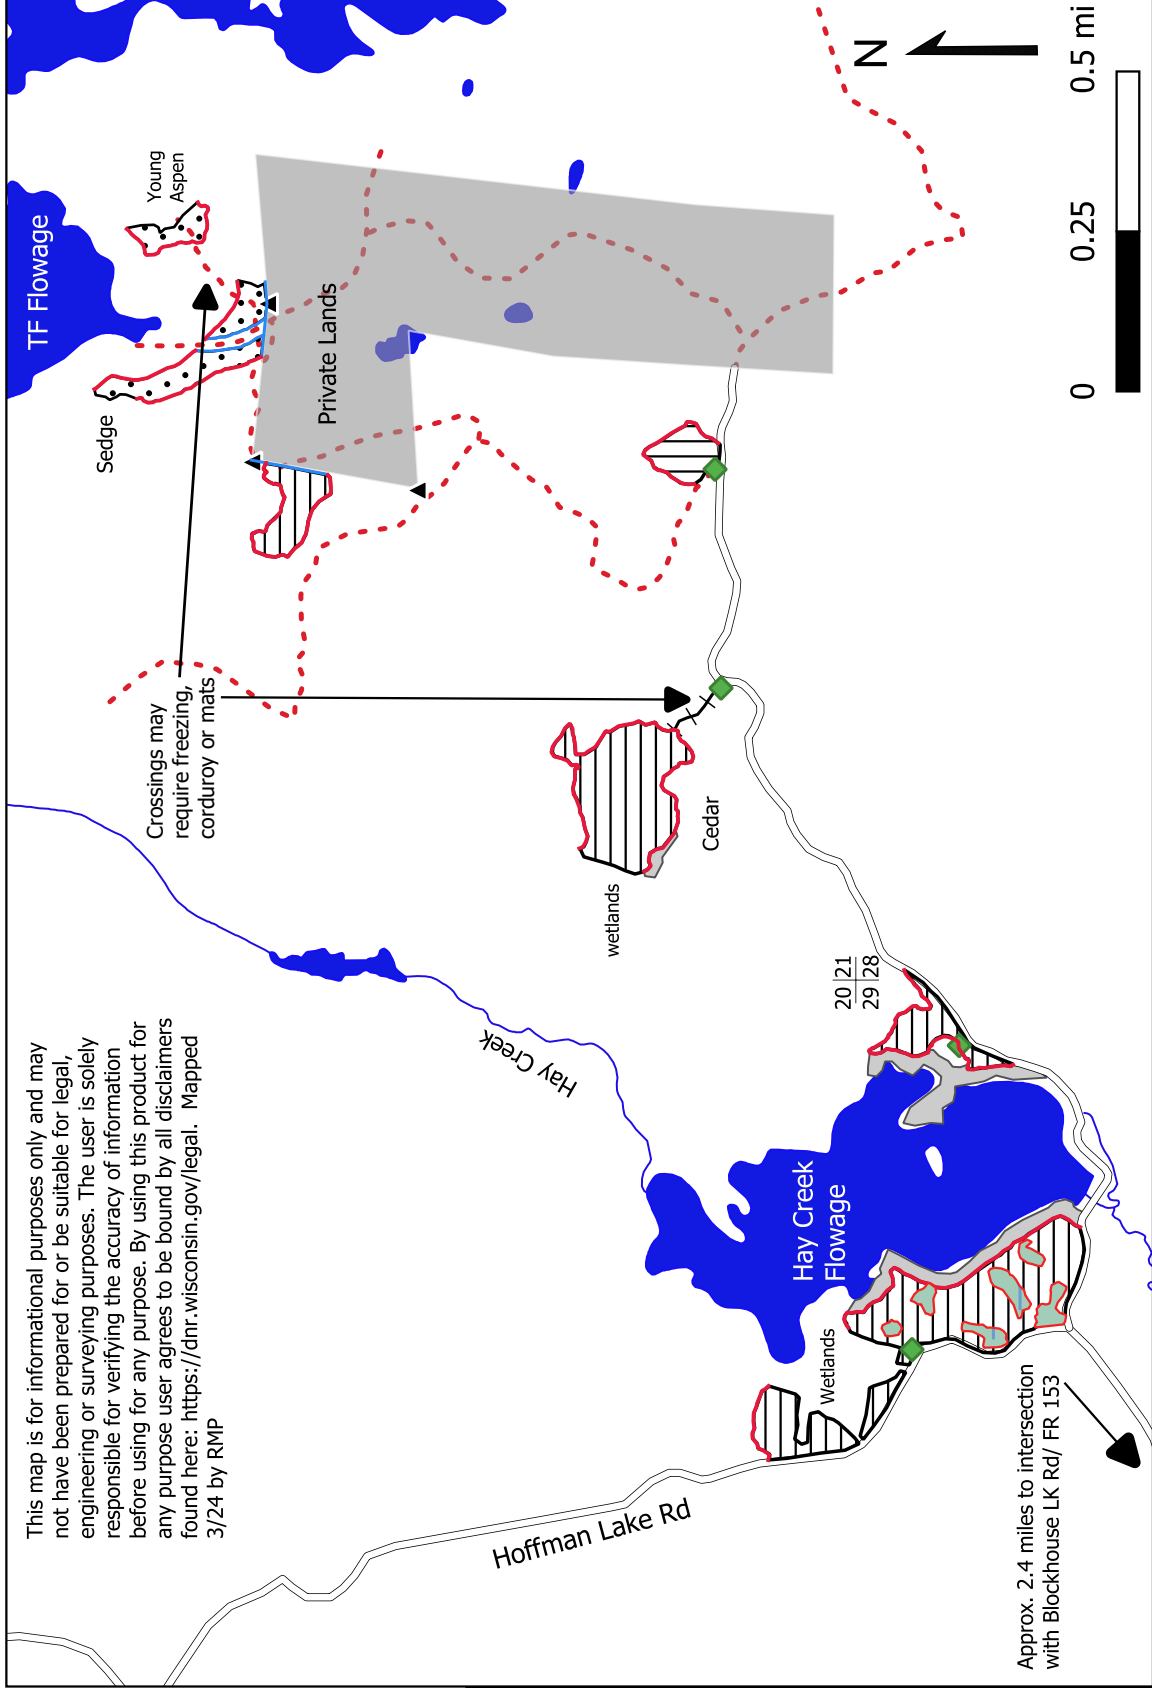 This map is for informational purposes only and may
not have been prepared for or be suitable for legal,
engineering or surveying purposes. The user is solely
responsible for verifying the accuracy of information
before using for any purpose. By using this product for
any purpose user agrees to be bound by all disclaimers
found here: https://dnr.wisconsin.gov/legal. Mapped
3/24 by RMP
Crossings may
require freezing,
corduroy or mats
Sedge
TF Flowage
Young
Aspen
Private Lands
Hay Creek
wetlands
Cedar
Hoffman Lake Rd
Wetlands
Hay Creek
Flowage
20 21
29 28
N
Approx. 2.4 miles to intersection
with Blockhouse LK Rd/ FR 153
0 0.25 0.5 mi